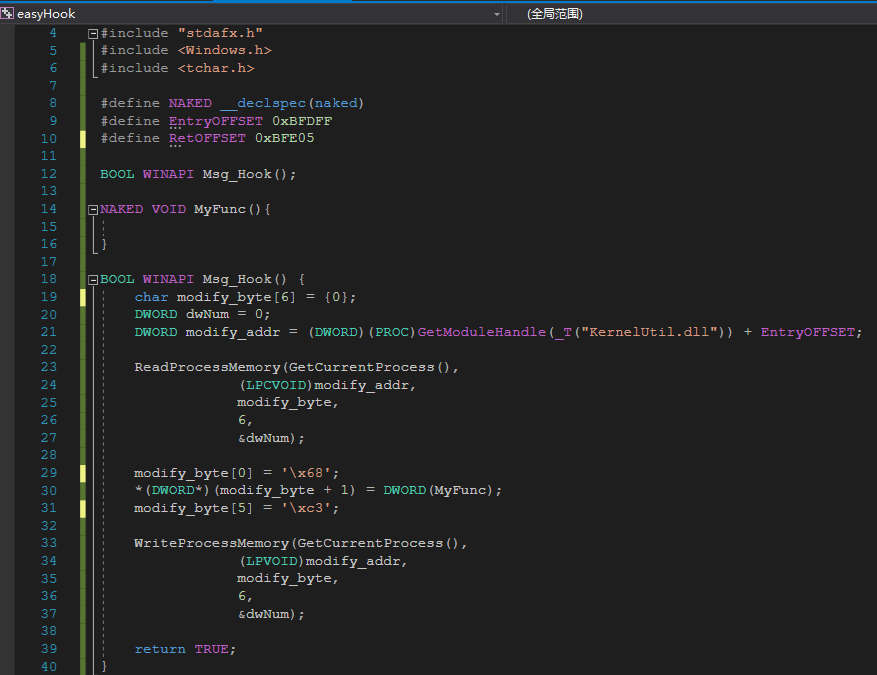 easyHook (全局范围)
4 #include "stdafx.h"
5 #include <Windows.h>
6 #include <tchar.h>
7
8 #define NAKED __declspec(naked)
9 #define EntryOFFSET 0xBFDFF
10 #define RetOFFSET 0xBFE05
11
12 BOOL WINAPI Msg_Hook();
13
14 NAKED VOID MyFunc(){
15
16 }
17
18 BOOL WINAPI Msg_Hook() {
19 char modify_byte[6] = {0};
20 DWORD dwNum = 0;
21 DWORD modify_addr = (DWORD)(PROC)GetModuleHandle(_T("KernelUtil.dll")) + EntryOFFSET;
22
23 ReadProcessMemory(GetCurrentProcess(),
24 (LPCVOID)modify_addr,
25 modify_byte,
26 6,
27 &dwNum);
28
29 modify_byte[0] = '\x68';
30 *(DWORD*)(modify_byte + 1) = DWORD(MyFunc);
31 modify_byte[5] = '\xc3';
32
33 WriteProcessMemory(GetCurrentProcess(),
34 (LPVOID)modify_addr,
35 modify_byte,
36 6,
37 &dwNum);
38
39 return TRUE;
40 }